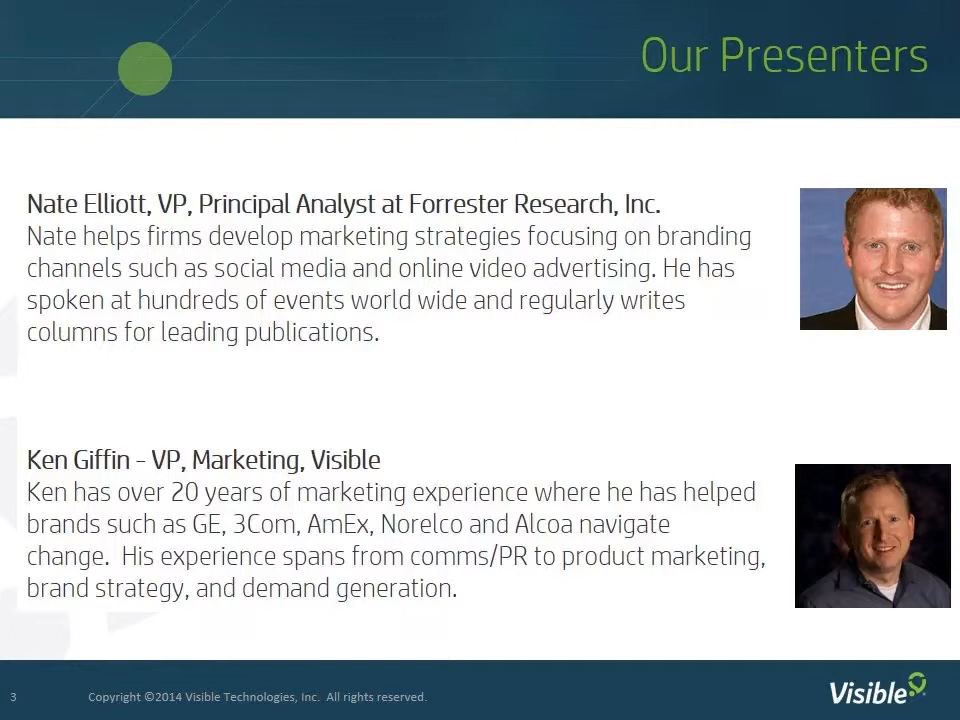 Our Presenters
Nate Elliott, VP, Principal Analyst at Forrester Research, Inc.
Nate helps firms develop marketing strategies focusing on branding
channels such as social media and online video advertising. He has
spoken at hundreds of events world wide and regularly writes
columns for leading publications.
Ken Giffin - VP, Marketing, Visible
Ken has over 20 years of marketing experience where he has helped
brands such as GE, 3Com, AmEx, Norelco and Alcoa navigate
change.  His experience spans from comms/PR to product marketing,
brand strategy, and demand generation.
3
Copyright ©2014 Visible Technologies, Inc.  All rights reserved.
Visible